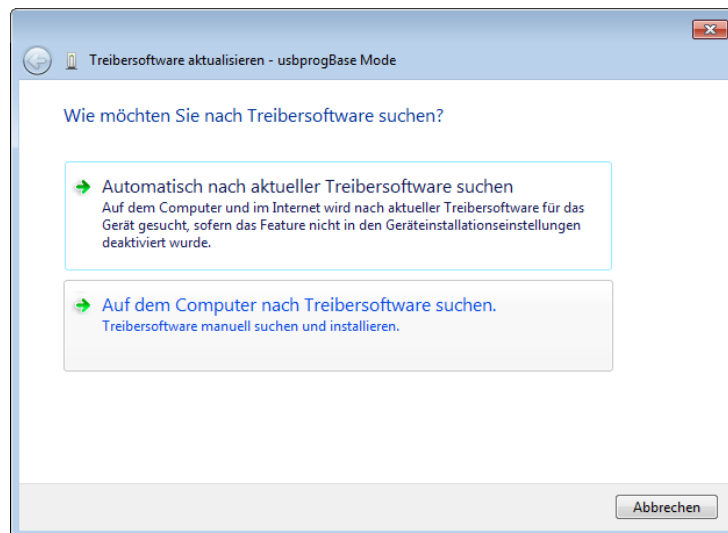 Treibersoftware aktualisieren - usbprogBase Mode
Wie möchten Sie nach Treibersoftware suchen?
Automatisch nach aktueller Treibersoftware suchen
Auf dem Computer und im Internet wird nach aktueller Treibersoftware für das
Gerät gesucht, sofern das Feature nicht in den Geräteinstallationseinstellungen
deaktiviert wurde.
Auf dem Computer nach Treibersoftware suchen.
Treibersoftware manuell suchen und installieren.
Abbrechen